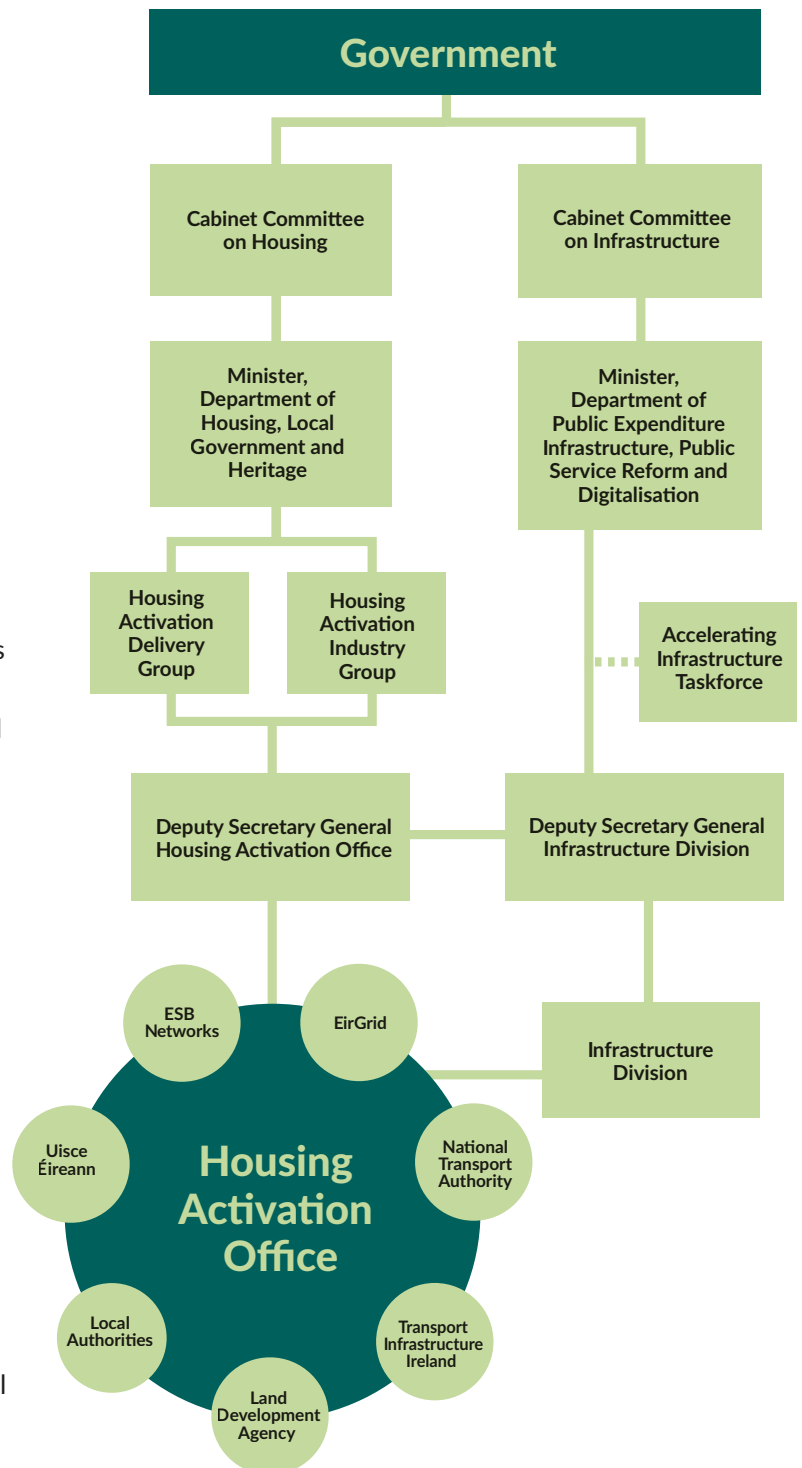 Government
Cabinet Committee
on Housing
Cabinet Committee
on Infrastructure
Minister,
Department of
Housing, Local
Government and
Heritage
Minister,
Department of
Public Expenditure
Infrastructure, Public
Service Reform and
Digitalisation
Housing
Activation
Delivery
Group
Housing
Activation
Industry
Group
Accelerating
Infrastructure
Taskforce
Deputy Secretary General
Housing Activation Office
Deputy Secretary General
Infrastructure Division
ESB
Networks
EirGrid
Infrastructure
Division
Uisce
Éireann
Housing
Activation
Office
National
Transport
Authority
Local
Authorities
Transport
Infrastructure
Ireland
Land
Development
Agency